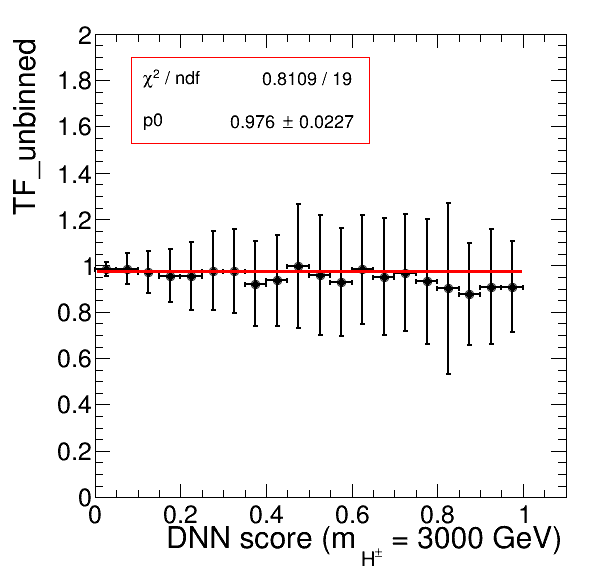 TF_unbinned
2
1.8
1.6
1.4
1.2
1
0.8
0.6
0.4
0.2
0
χ² / ndf 0.8109 / 19
p0 0.976 ± 0.0227
0 0.2 0.4 0.6 0.8 1
DNN score (m_H± = 3000 GeV)